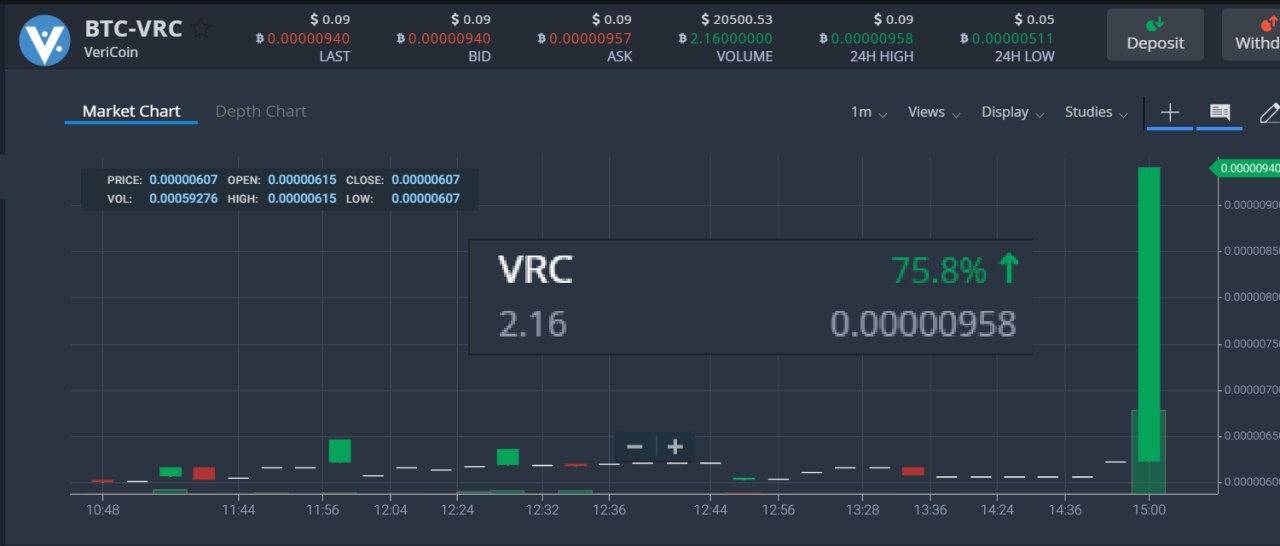 BTC-VRC
VeriCoin
$ 0.09
฿ 0.00000940
LAST
$ 0.09
฿ 0.00000940
BID
$ 0.09
฿ 0.00000957
ASK
$ 20500.53
฿ 2.16000000
VOLUME
$ 0.09
฿ 0.00000958
24H HIGH
$ 0.05
฿ 0.00000511
24H LOW
Deposit
Withd
Market Chart Depth Chart
1m Views Display Studies
PRICE: 0.00000607 OPEN: 0.00000615 CLOSE: 0.00000607
VOL: 0.00059276 HIGH: 0.00000615 LOW: 0.00000607
VRC 75.8% ↑
2.16 0.00000958
0.00000940
0.0000090
0.0000085
0.0000080
0.0000075
0.0000070
0.0000065
0.0000060
10:48 11:44 11:56 12:04 12:24 12:32 12:36 12:44 12:56 13:28 13:36 14:24 14:36 15:00